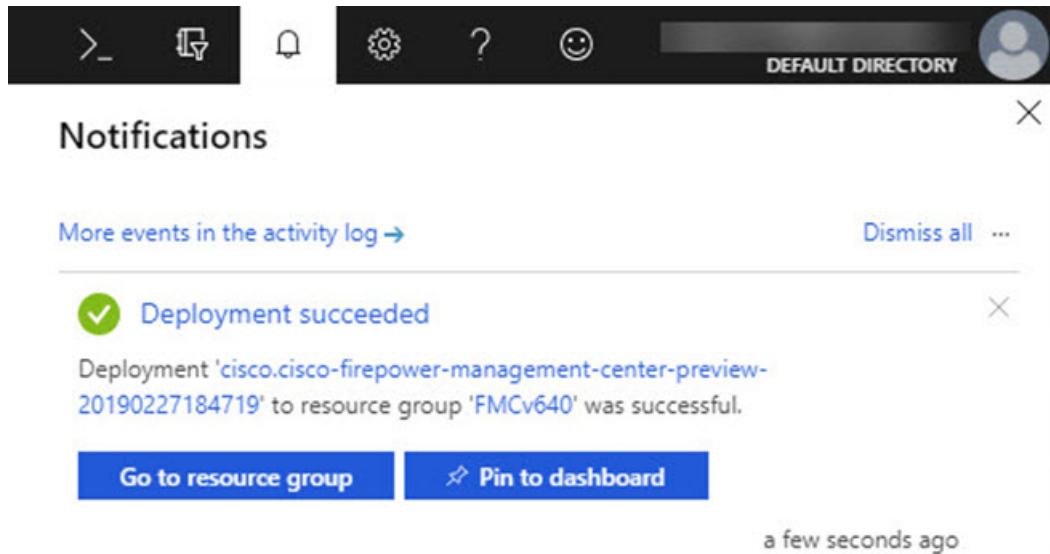 DEFAULT DIRECTORY
Notifications
More events in the activity log →
Dismiss all ...
Deployment succeeded
Deployment 'cisco.cisco-firepower-management-center-preview-
20190227184719' to resource group 'FMCv640' was successful.
Go to resource group
Pin to dashboard
a few seconds ago